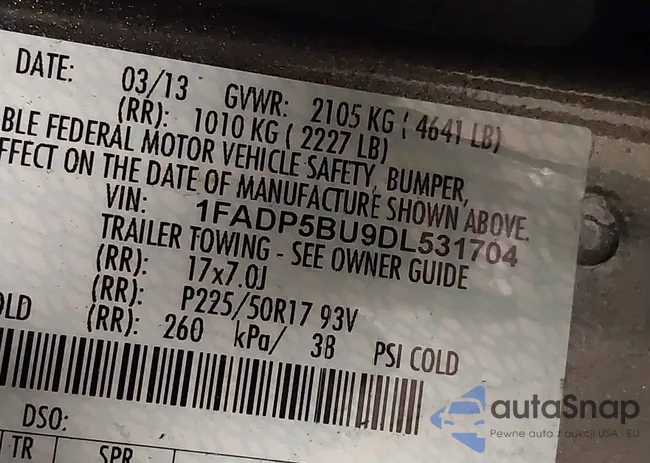 DATE: 03/13 GVWR: 2105 KG ( 4641 LB)
(RR): 1010 KG ( 2227 LB)
BLE FEDERAL MOTOR VEHICLE SAFETY, BUMPER,
FFECT ON THE DATE OF MANUFACTURE SHOWN ABOVE.
VIN: 1FADP5BU9DL531704
TRAILER TOWING - SEE OWNER GUIDE
(RR): 17x7.0J
(RR): P225/50R17 93V
OLD (RR): 260 kPa/ 38 PSI COLD
DSO:
TR SPR
autaSnap
Pewne auta z aukcji USA - EU